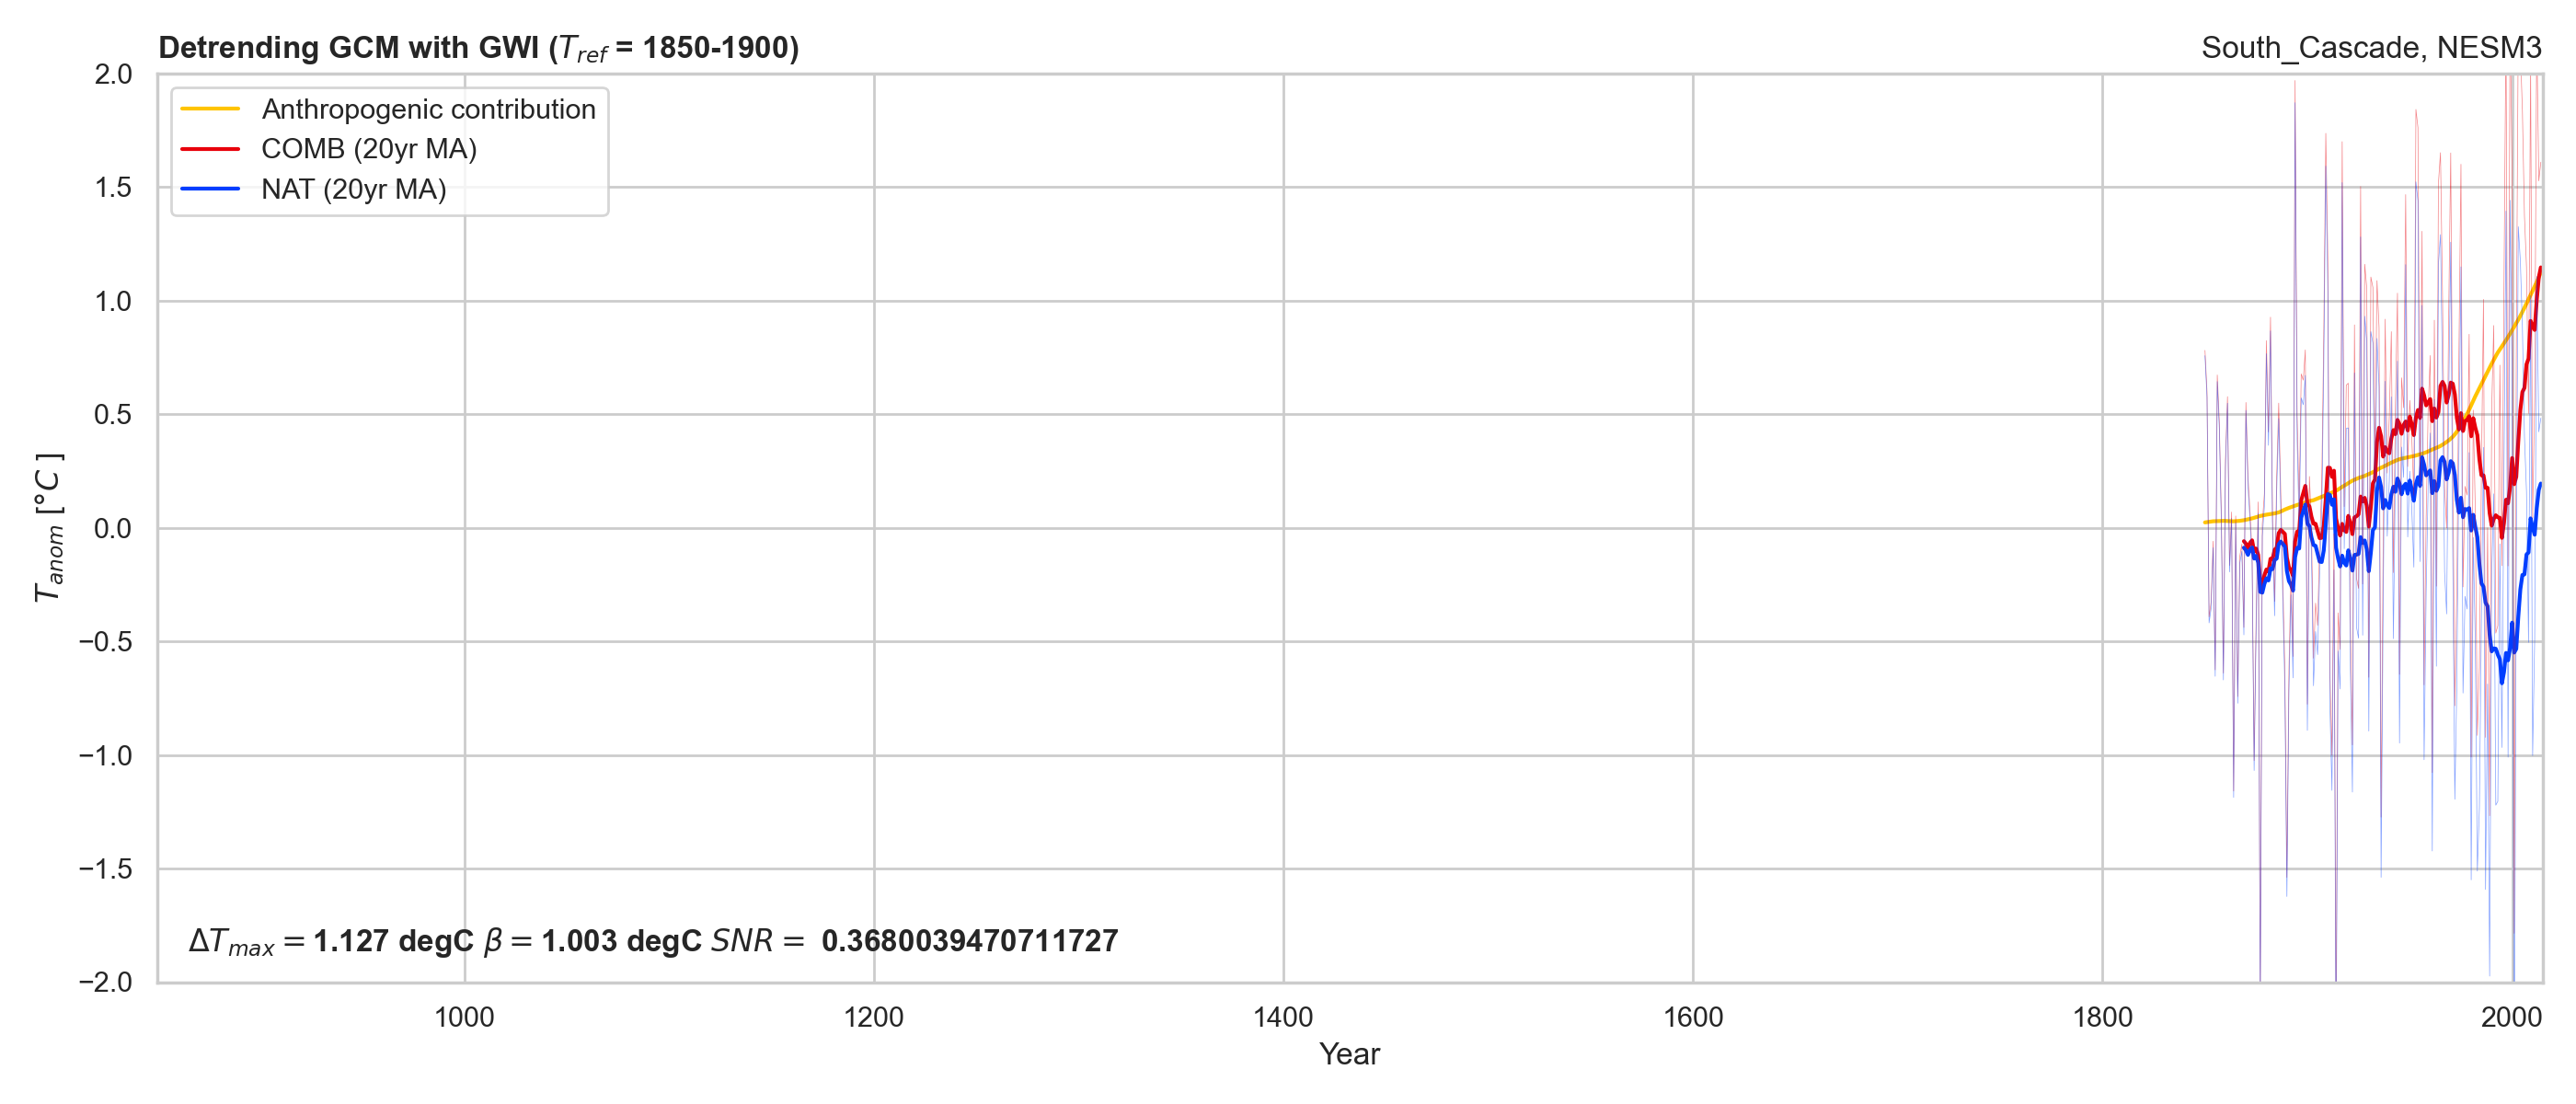 Detrending GCM with GWI (T_ref = 1850-1900)
South_Cascade, NESM3
Anthropogenic contribution
COMB (20yr MA)
NAT (20yr MA)
2.0
1.5
1.0
0.5
0.0
−0.5
−1.0
−1.5
−2.0
T_anom [°C ]
ΔT_max = 1.127 degC β = 1.003 degC SNR = 0.3680039470711727
1000 1200 1400 1600 1800 2000
Year